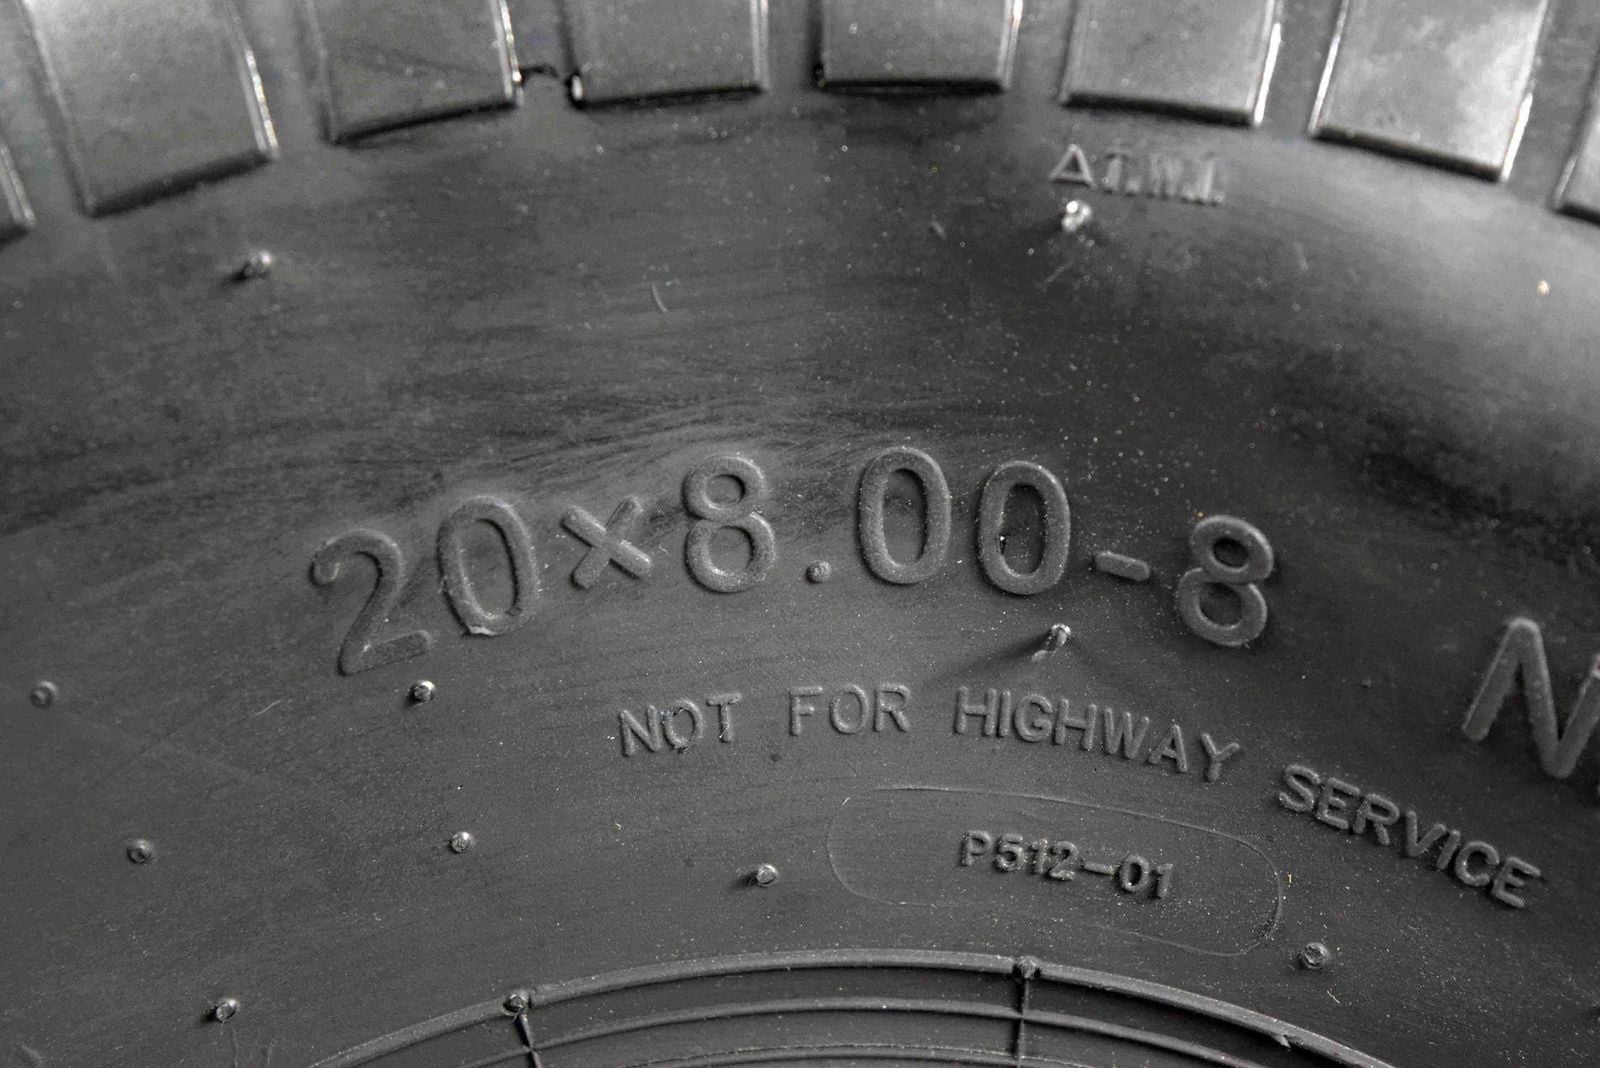 △T.W.I.
20×8.00-8
NOT FOR HIGHWAY SERVICE
P512-01